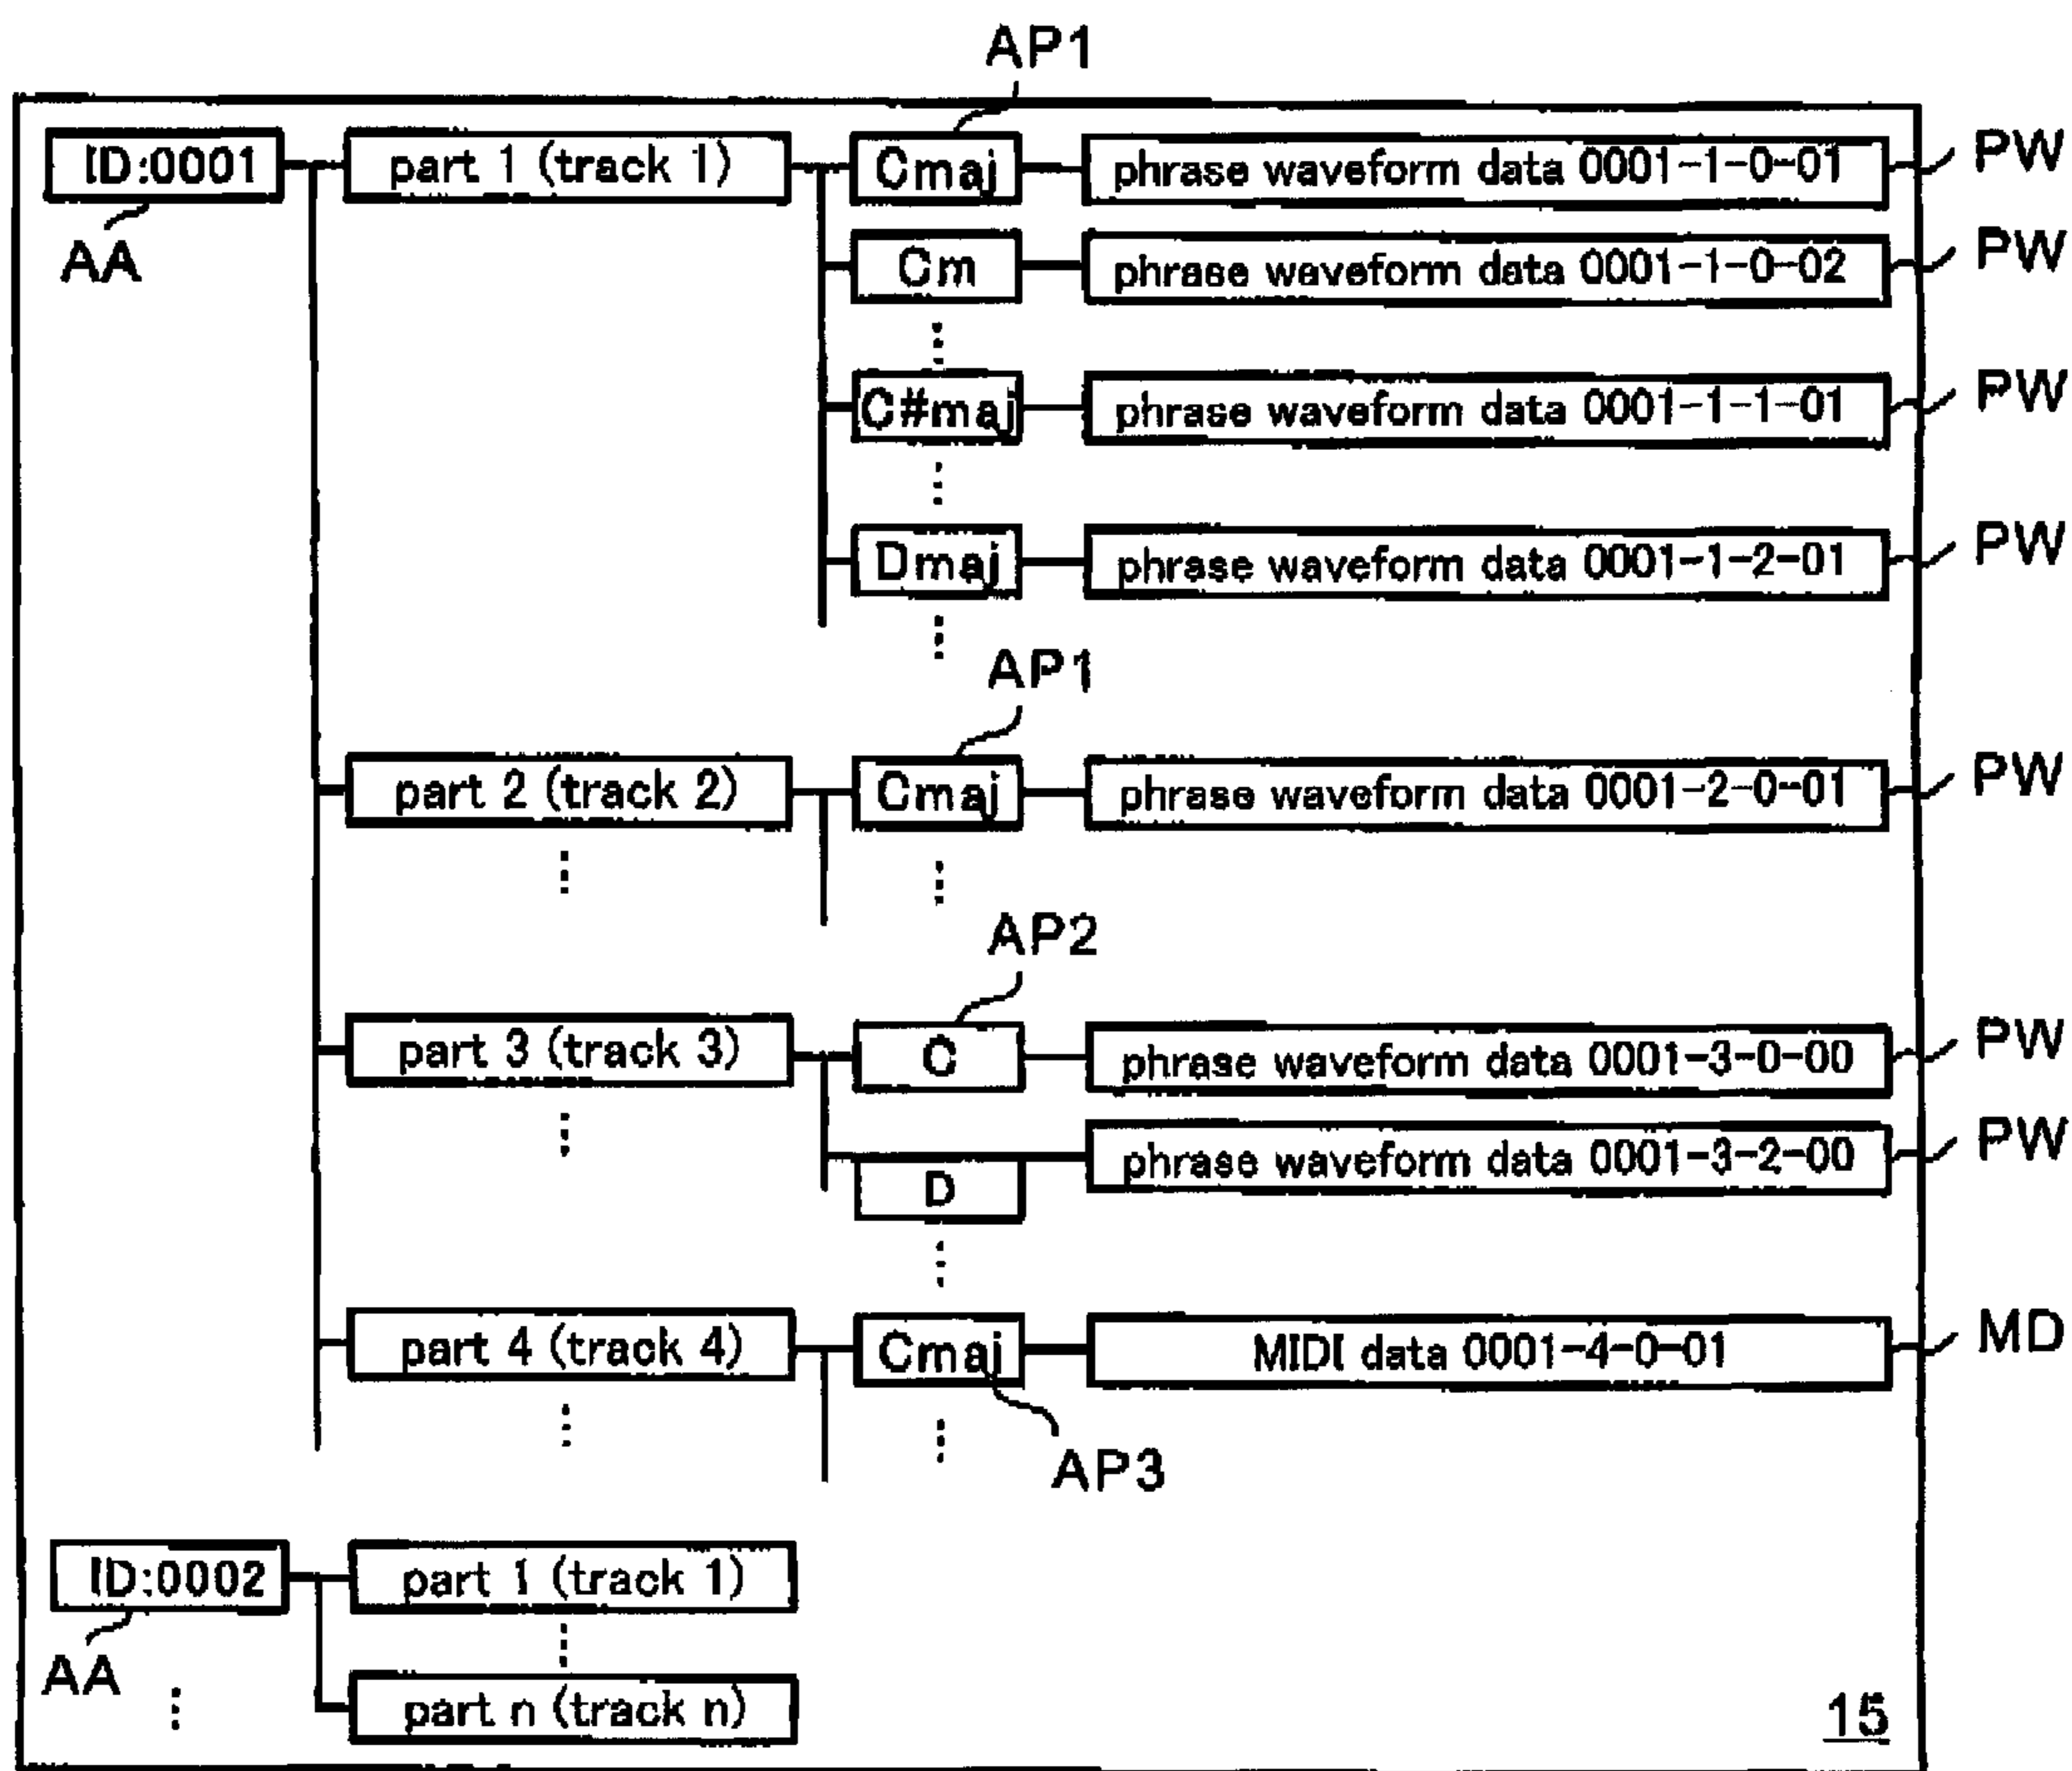 AP1
ID:0001 part 1 (track 1) Cmaj phrase waveform data 0001-1-0-01 PW
AA
Cm phrase waveform data 0001-1-0-02 PW
C#maj phrase waveform data 0001-1-1-01 PW
Dmaj phrase waveform data 0001-1-2-01 PW
AP1
part 2 (track 2) Cmaj phrase waveform data 0001-2-0-01 PW
AP2
part 3 (track 3) C phrase waveform data 0001-3-0-00 PW
D phrase waveform data 0001-3-2-00 PW
part 4 (track 4) Cmaj MIDI data 0001-4-0-01 MD
AP3
ID:0002 part 1 (track 1)
AA
part n (track n)
15